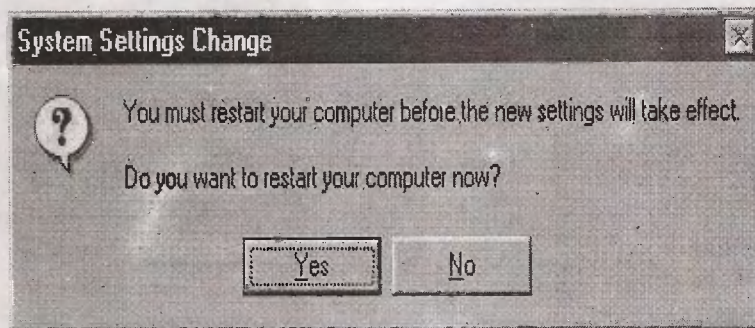 System Settings Change
You must restart your computer before the new settings will take effect.
Do you want to restart your computer now?
Yes
No